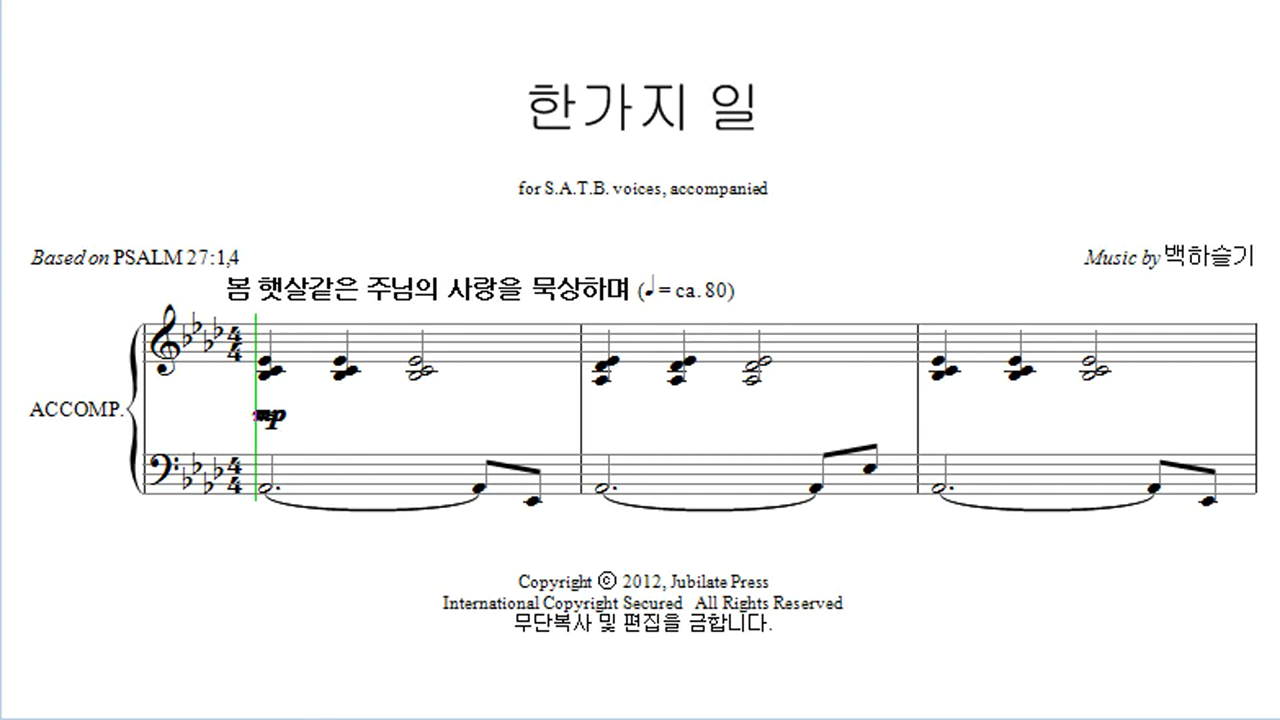 한가지 일
for S.A.T.B. voices, accompanied
Based on PSALM 27:1,4
Music by 백하슬기
봄 햇살같은 주님의 사랑을 묵상하며 (♩= ca. 80)
ACCOMP.
mp
Copyright © 2012, Jubilate Press
International Copyright Secured All Rights Reserved
무단복사 및 편집을 금합니다.